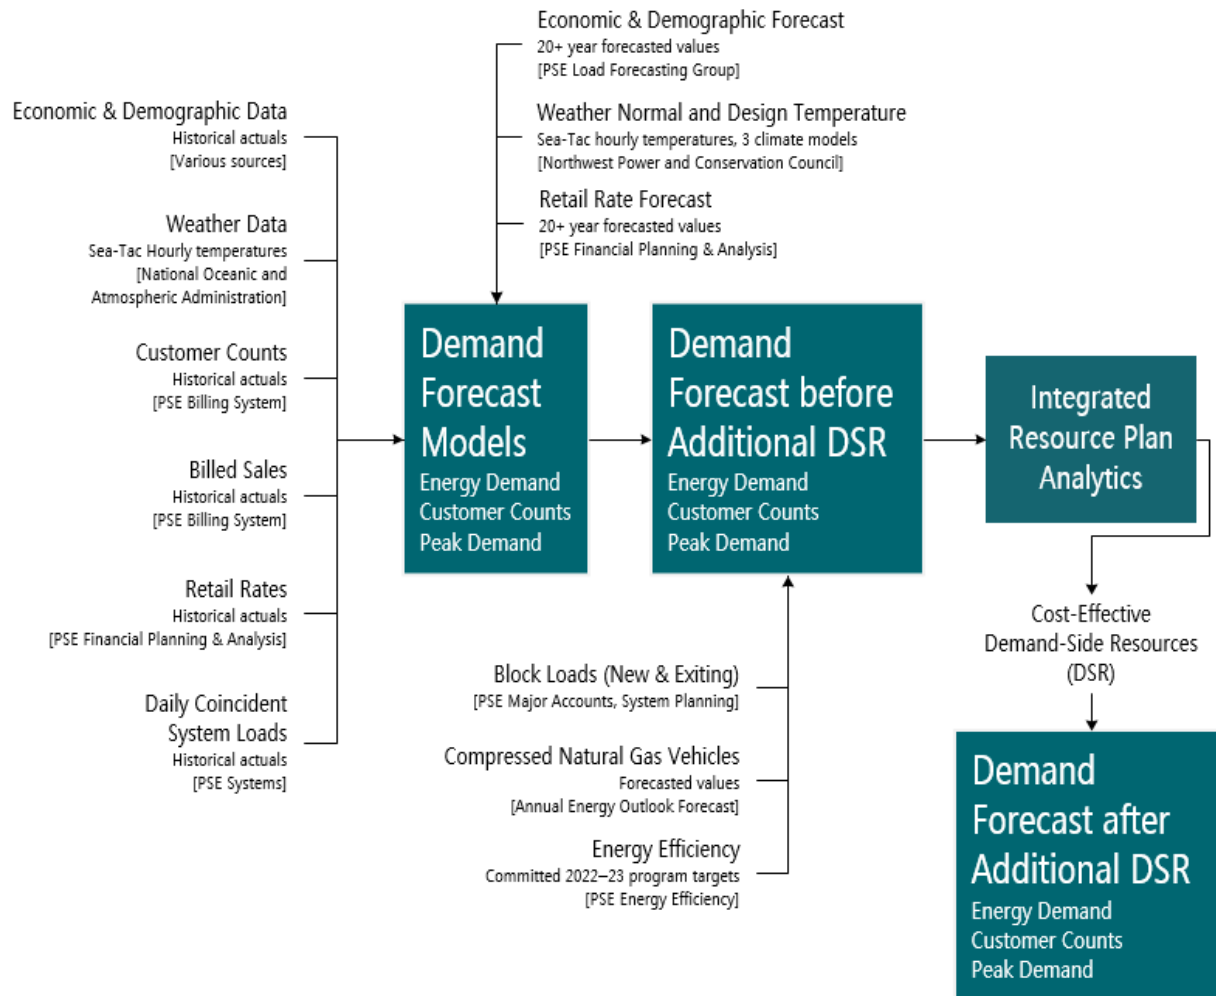 Economic & Demographic Forecast
20+ year forecasted values
[PSE Load Forecasting Group]
Weather Normal and Design Temperature
Sea-Tac hourly temperatures, 3 climate models
[Northwest Power and Conservation Council]
Retail Rate Forecast
20+ year forecasted values
[PSE Financial Planning & Analysis]
Economic & Demographic Data
Historical actuals
[Various sources]
Weather Data
Sea-Tac Hourly temperatures
[National Oceanic and
Atmospheric Administration]
Customer Counts
Historical actuals
[PSE Billing System]
Billed Sales
Historical actuals
[PSE Billing System]
Retail Rates
Historical actuals
[PSE Financial Planning & Analysis]
Daily Coincident
System Loads
Historical actuals
[PSE Systems]
Demand
Forecast
Models
Energy Demand
Customer Counts
Peak Demand
Demand
Forecast before
Additional DSR
Energy Demand
Customer Counts
Peak Demand
Block Loads (New & Exiting)
[PSE Major Accounts, System Planning]
Compressed Natural Gas Vehicles
Forecasted values
[Annual Energy Outlook Forecast]
Energy Efficiency
Committed 2022–23 program targets
[PSE Energy Efficiency]
Integrated
Resource Plan
Analytics
Cost-Effective
Demand-Side Resources
(DSR)
Demand
Forecast after
Additional DSR
Energy Demand
Customer Counts
Peak Demand